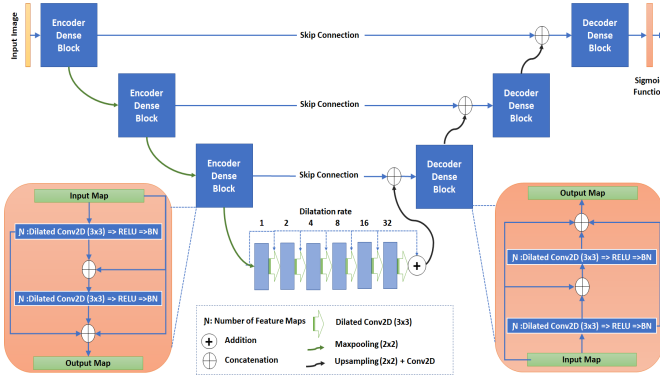 Input Image
Encoder
Dense
Block
Skip Connection
Decoder
Dense
Block
Encoder
Dense
Block
Skip Connection
Decoder
Dense
Block
Encoder
Dense
Block
Skip Connection
Decoder
Dense
Block
Dilatation rate
1 2 4 8 16 32
Input Map
Ɲ :Dilated Conv2D (3x3) => RELU =>BN
Ɲ :Dilated Conv2D (3x3) => RELU =>BN
Output Map
Ɲ: Number of Feature Maps
Dilated Conv2D (3x3)
Addition
Maxpooling (2x2)
Concatenation
Upsampling (2x2) + Conv2D
Output Map
Ɲ :Dilated Conv2D (3x3) => RELU =>BN
Ɲ :Dilated Conv2D (3x3) => RELU =>BN
Input Map
Sigmoi
Functio